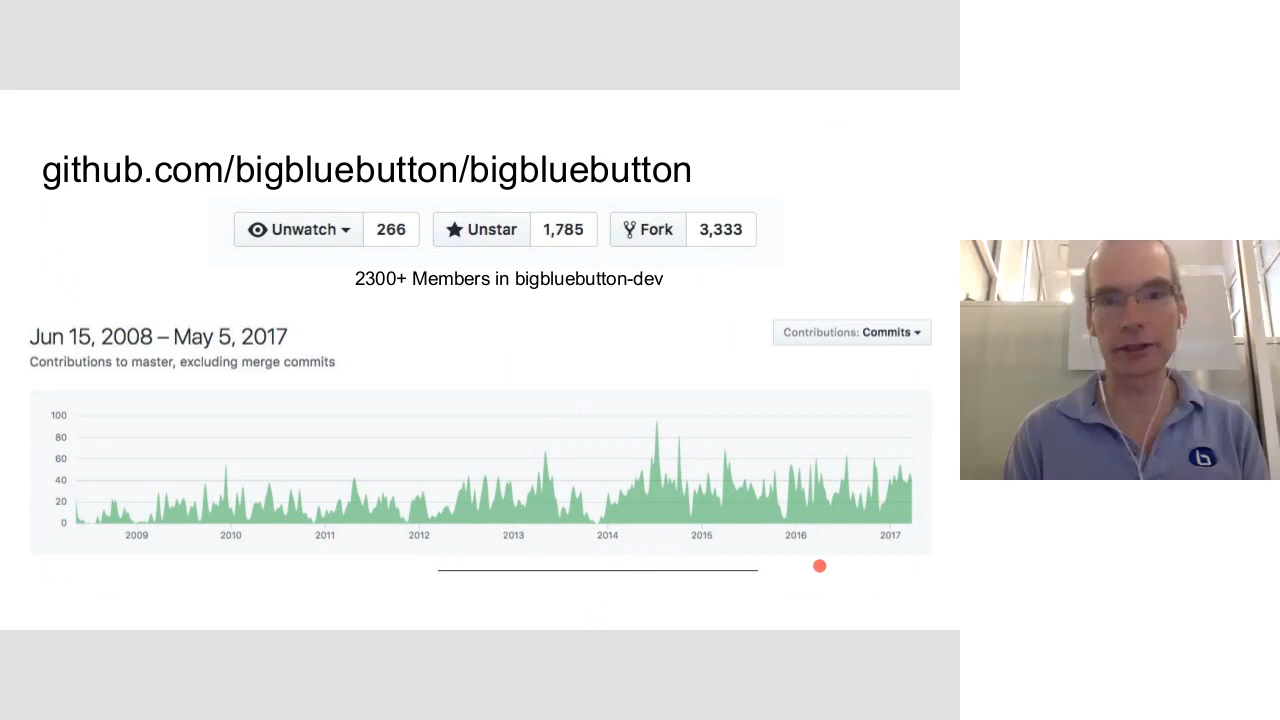 github.com/bigbluebutton/bigbluebutton
Unwatch 266 Unstar 1,785 Fork 3,333
2300+ Members in bigbluebutton-dev
Jun 15, 2008 – May 5, 2017
Contributions: Commits
Contributions to master, excluding merge commits
100
80
60
40
20
0
2009 2010 2011 2012 2013 2014 2015 2016 2017
b